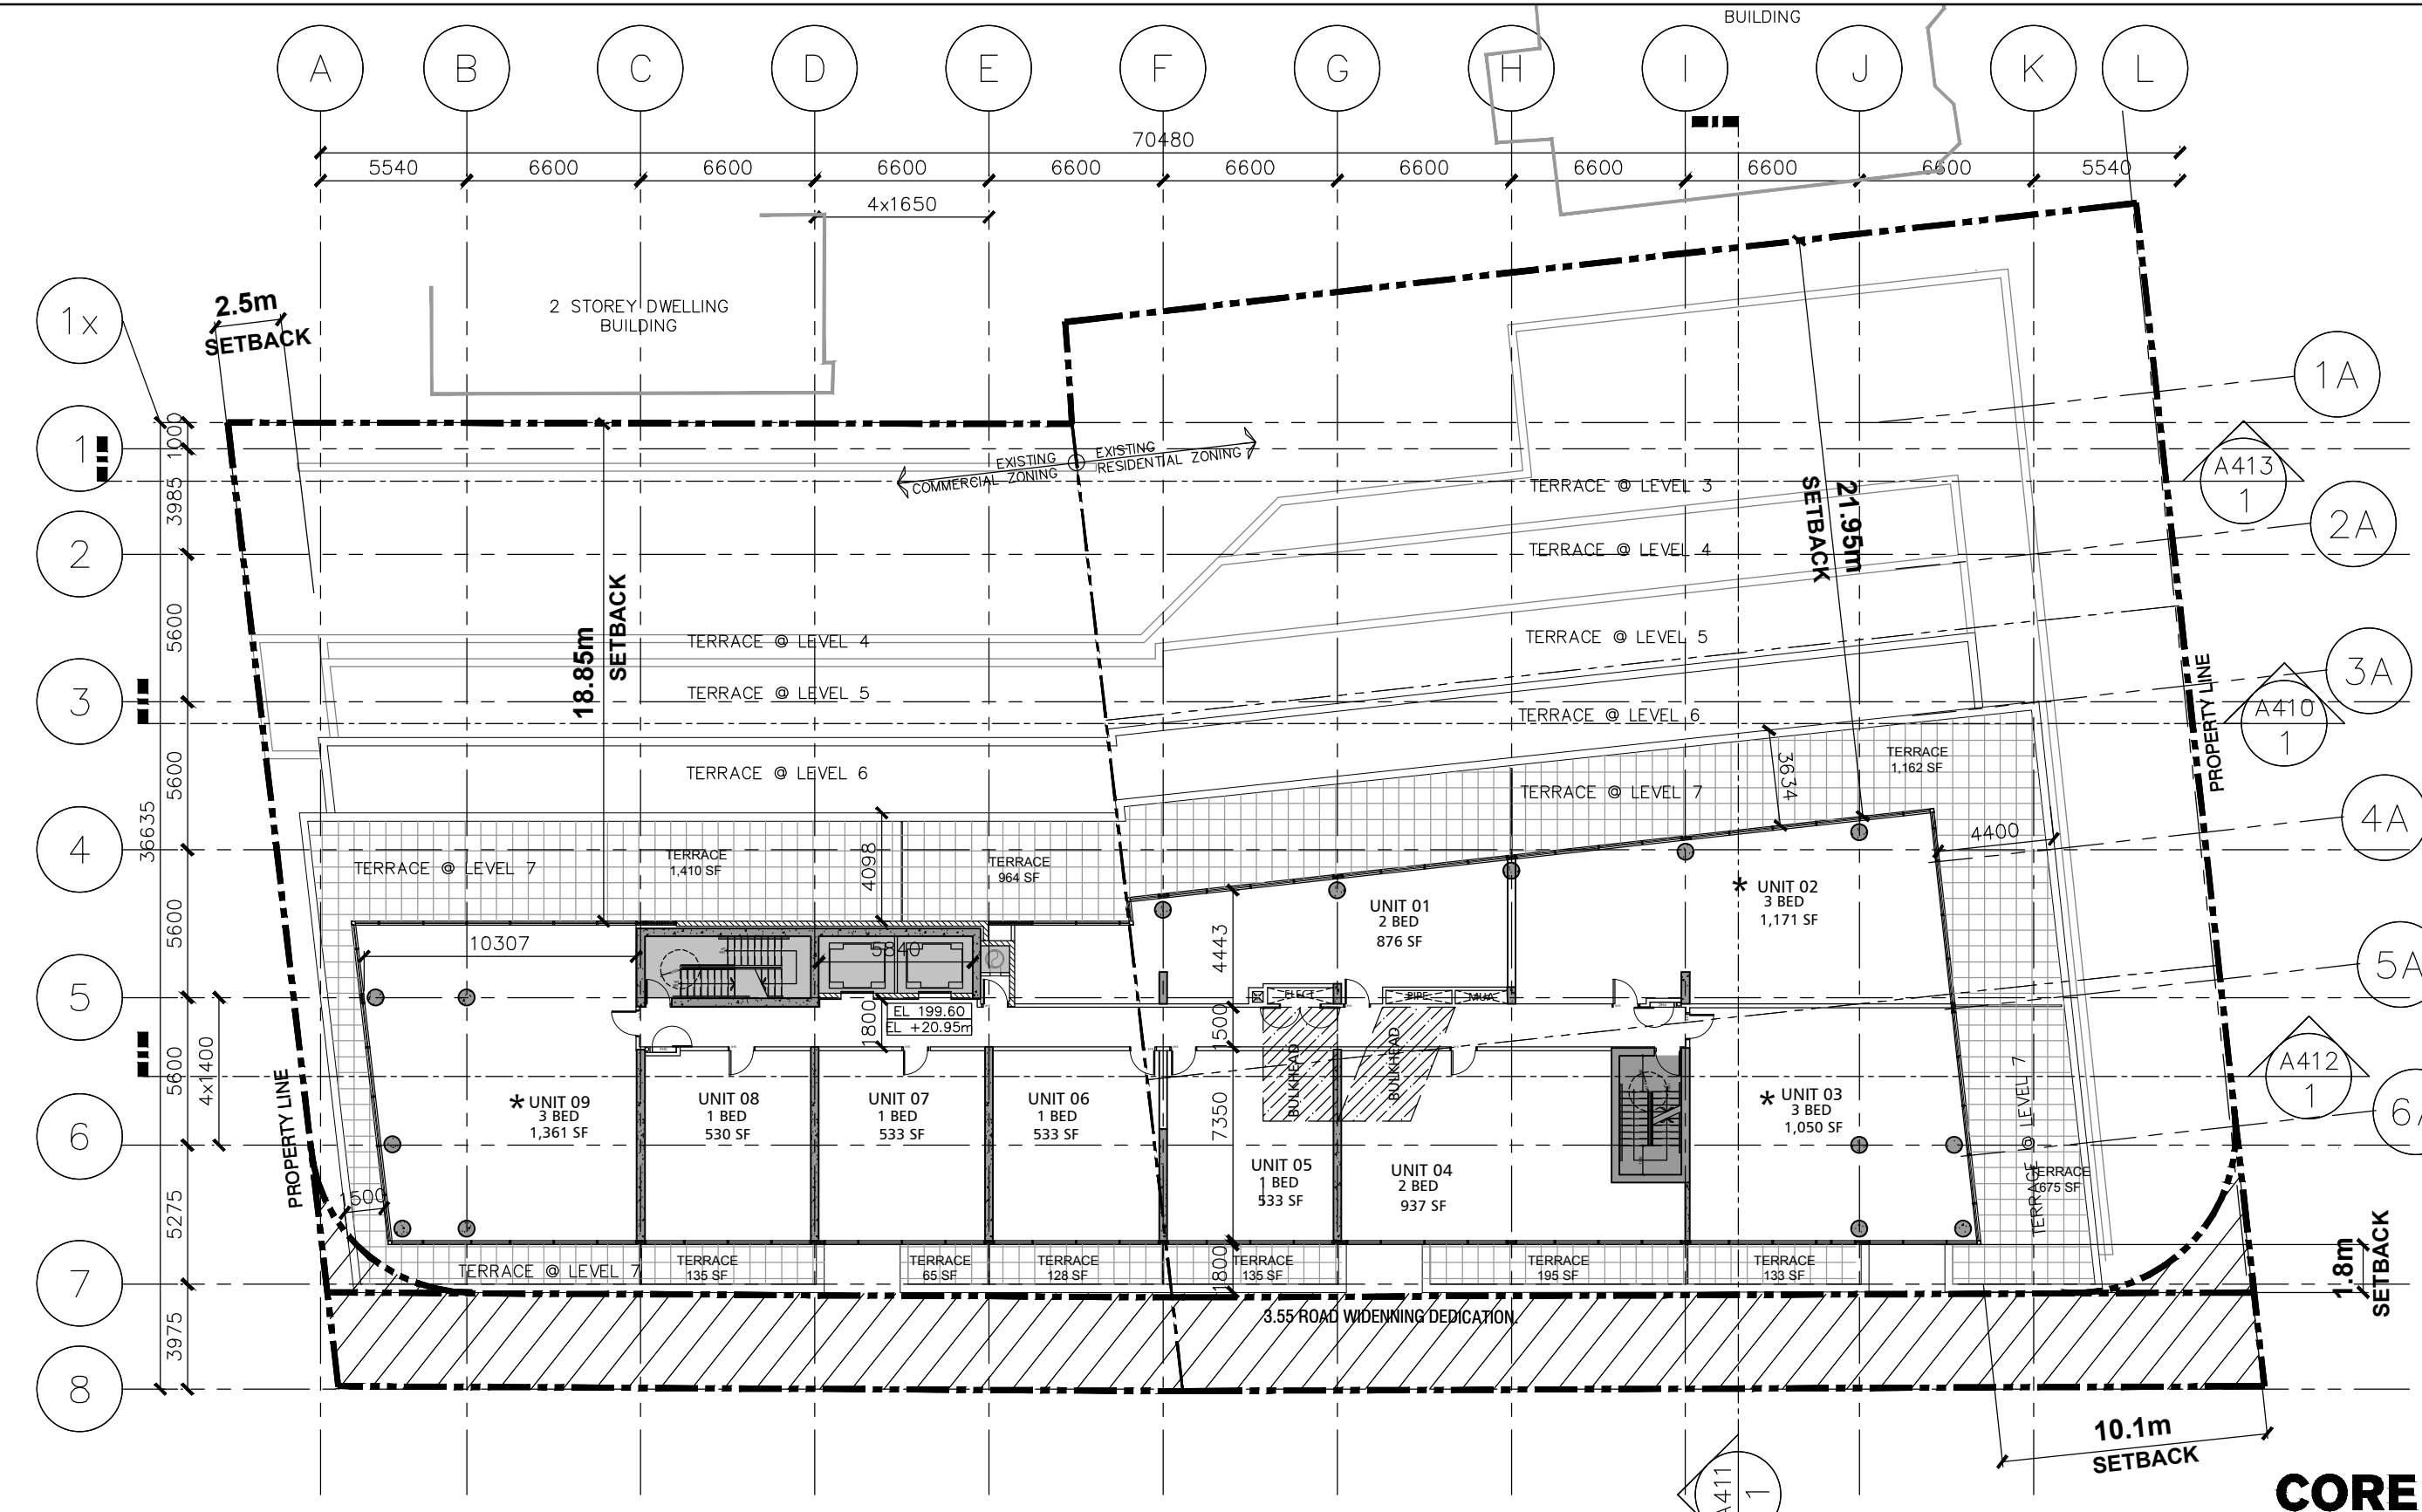 BUILDING
A
B
C
D
E
F
G
H
I
J
K
L
70480
5540
6600
6600
6600
6600
6600
6600
6600
6600
6600
5540
4x1650
2 STOREY DWELLING
BUILDING
2.5m
SETBACK
1x
1
2
3
4
5
6
7
8
1000
3985
5600
5600
5600
5600
5275
3975
36635
4x1400
1A
2A
3A
4A
5A
6A
A413
1
A410
1
A412
1
A411
1
EXISTING
COMMERCIAL ZONING
EXISTING
RESIDENTIAL ZONING
18.85m
SETBACK
21.95m
SETBACK
TERRACE @ LEVEL 3
TERRACE @ LEVEL 4
TERRACE @ LEVEL 5
TERRACE @ LEVEL 6
TERRACE @ LEVEL 7
TERRACE @ LEVEL 4
TERRACE @ LEVEL 5
TERRACE @ LEVEL 6
TERRACE @ LEVEL 7
TERRACE
1,410 SF
TERRACE
964 SF
TERRACE
1,162 SF
4098
3634
4400
PROPERTY LINE
10307
5840
4443
1800
1500
7350
EL 199.60
EL +20.95m
ELECT
PIPE
MUA
BULKHEAD
BULKHEAD
UNIT 01
2 BED
876 SF
* UNIT 02
3 BED
1,171 SF
* UNIT 03
3 BED
1,050 SF
UNIT 04
2 BED
937 SF
UNIT 05
1 BED
533 SF
UNIT 06
1 BED
533 SF
UNIT 07
1 BED
533 SF
UNIT 08
1 BED
530 SF
* UNIT 09
3 BED
1,361 SF
PROPERTY LINE
1500
TERRACE @ LEVEL 7
TERRACE
675 SF
TERRACE @ LEVEL 7
TERRACE
135 SF
TERRACE
65 SF
TERRACE
128 SF
TERRACE
135 SF
1800
TERRACE
195 SF
TERRACE
133 SF
3.55 ROAD WIDENNING DEDICATION.
1.8m
SETBACK
10.1m
SETBACK
CORE